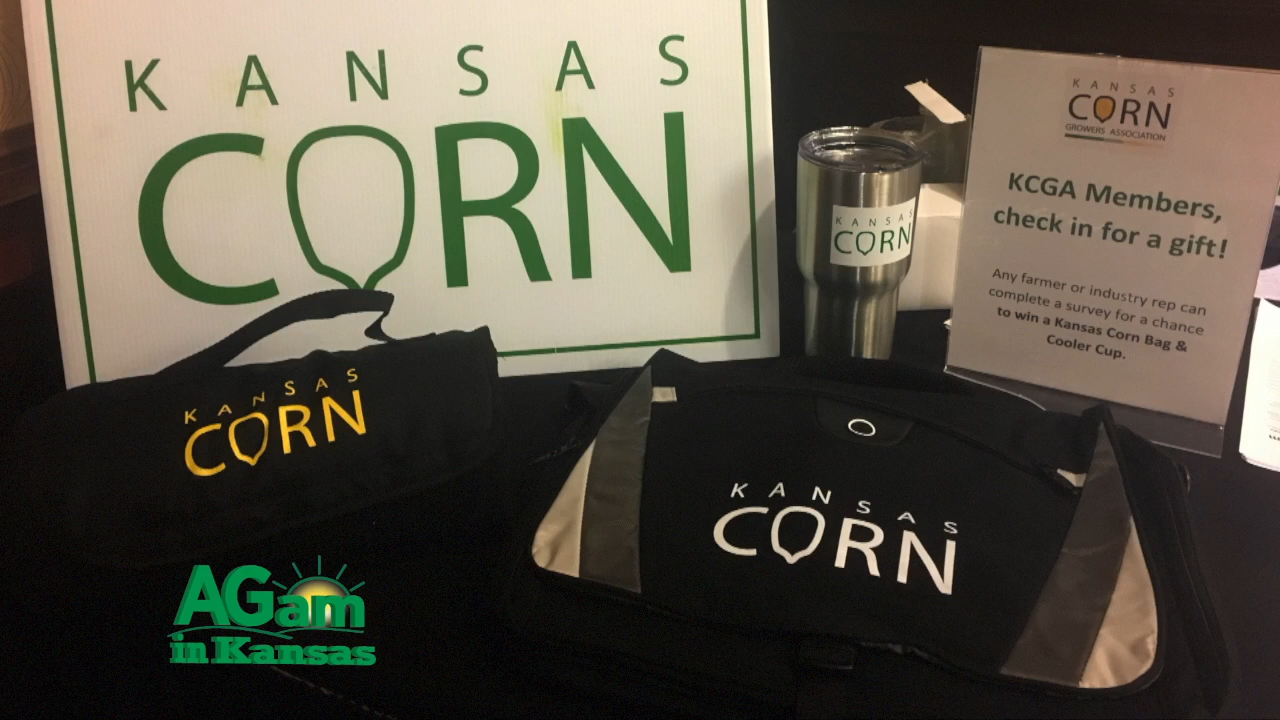 KANSAS
CORN
KANSAS
CORN
GROWERS ASSOCIATION
KCGA Members,
check in for a gift!
Any farmer or industry rep can
complete a survey for a chance
to win a Kansas Corn Bag &
Cooler Cup.
KANSAS
CORN
KANSAS
CORN
KANSAS
CORN
AGam
in Kansas